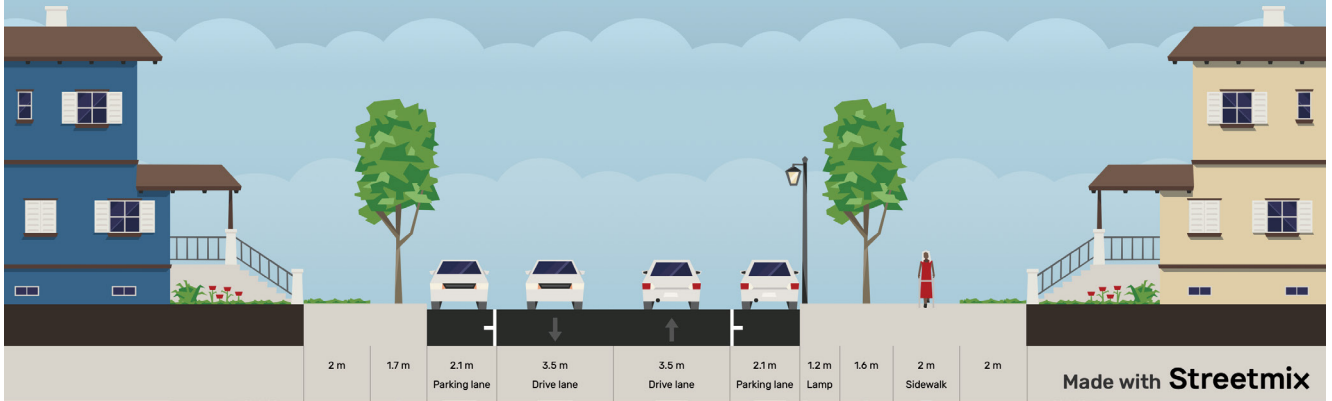 2 m
1.7 m
2.1 m
Parking lane
3.5 m
Drive lane
3.5 m
Drive lane
2.1 m
Parking lane
1.2 m
Lamp
1.6 m
2 m
Sidewalk
2 m
Made with Streetmix